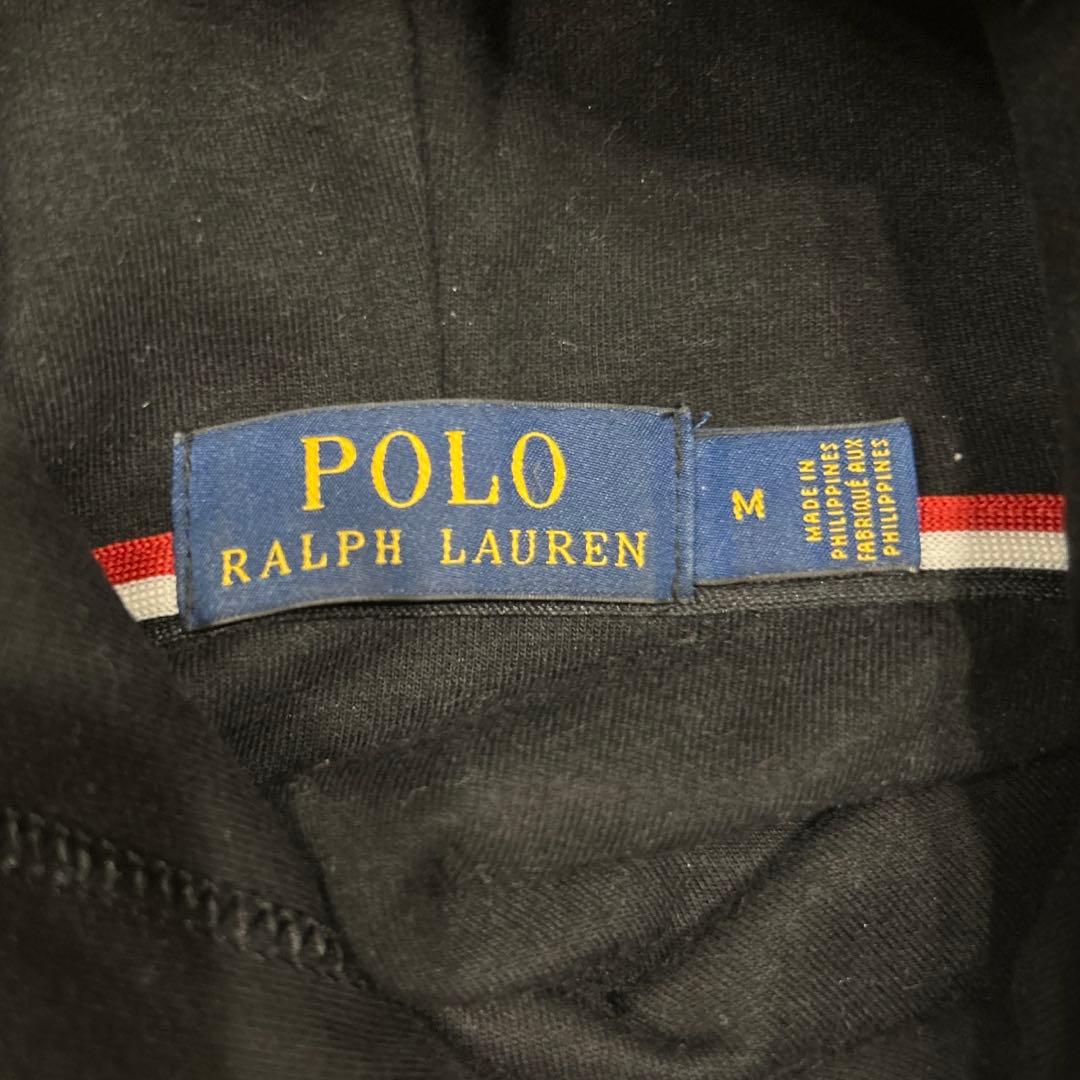 POLO
RALPH LAUREN
M
MADE IN
PHILIPPINES
FABRIQUÉ AUX
PHILIPPINES